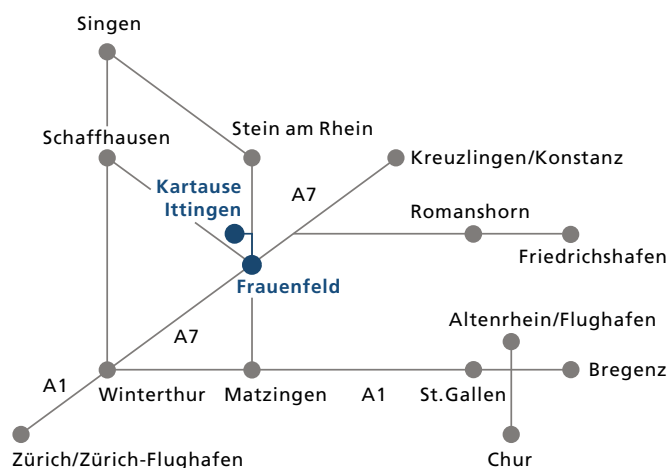 Singen
Schaffhausen
Stein am Rhein
Kreuzlingen/Konstanz
Kartause
Ittingen
A7
Romanshorn
Friedrichshafen
Frauenfeld
Altenrhein/Flughafen
A7
Bregenz
A1
Winterthur
Matzingen
A1
St.Gallen
Zürich/Zürich-Flughafen
Chur